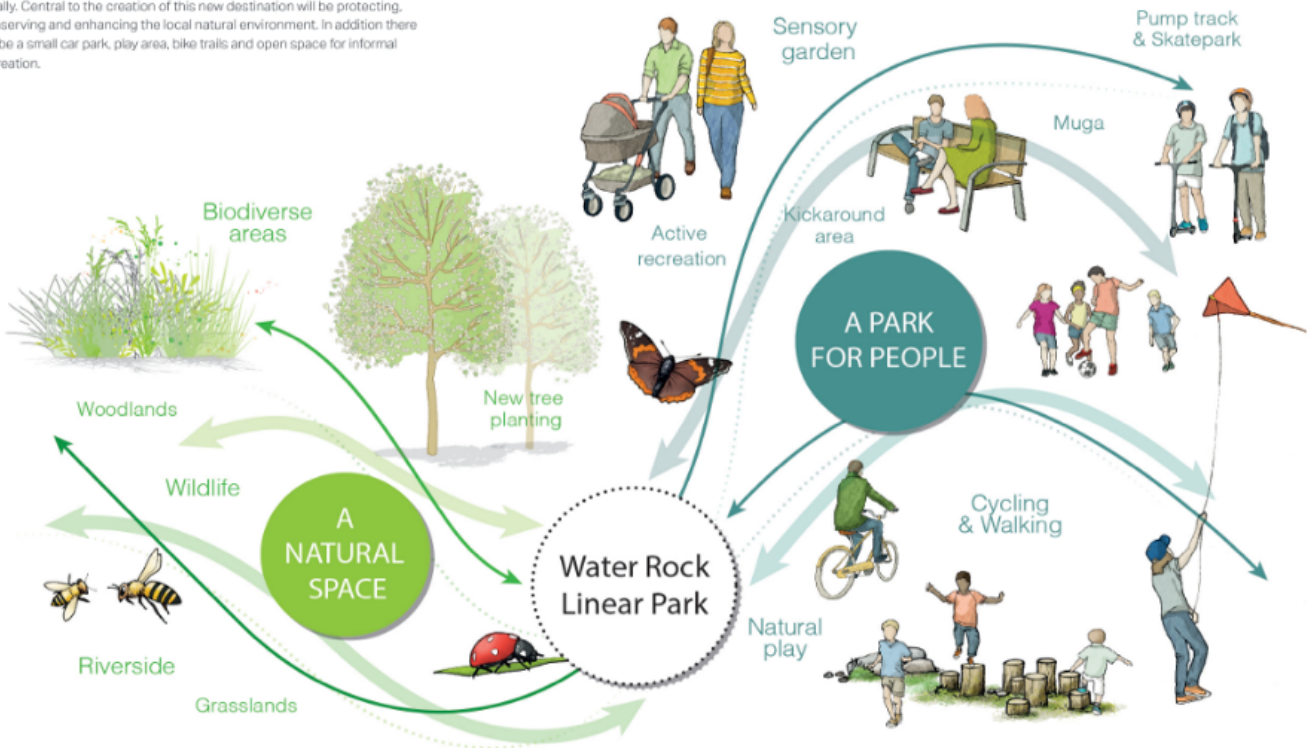 ally. Central to the creation of this new destination will be protecting,
serving and enhancing the local natural environment. In addition there
be a small car park, play area, bike trails and open space for informal
eation.
Sensory
garden
Pump track
& Skatepark
Muga
Biodiverse
areas
Kickaround
area
Active
recreation
A PARK
FOR PEOPLE
New tree
planting
Woodlands
Wildlife
A
NATURAL
SPACE
Cycling
& Walking
Water Rock
Linear Park
Natural
play
Riverside
Grasslands